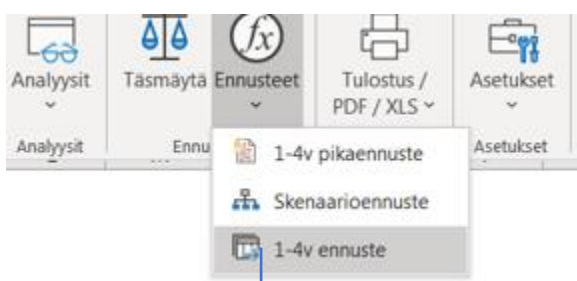 Analyysit
Täsmäytä
Ennusteet
Tulostus /
PDF / XLS
Asetukset
Analyysit
Ennu
Asetukset
1-4v pikaennuste
Skenaarioennuste
1-4v ennuste